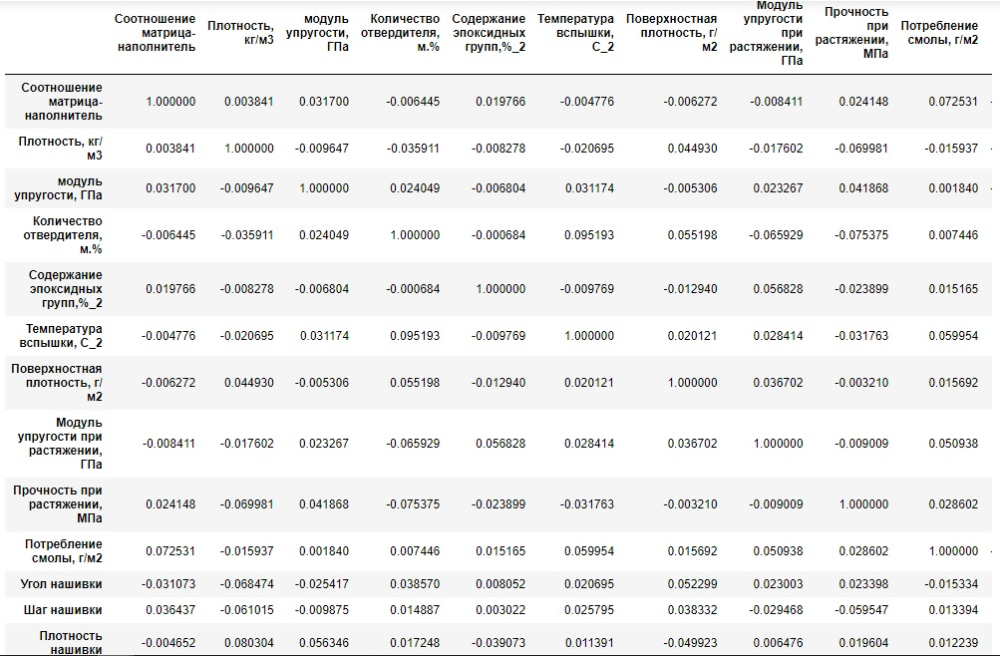 Соотношение матрица-наполнитель Плотность, кг/м3 модуль упругости, ГПа Количество отвердителя, м.% Содержание эпоксидных групп,%_2 Температура вспышки, С_2 Поверхностная плотность, г/м2 Модуль упругости при растяжении, ГПа Прочность при растяжении, МПа Потребление смолы, г/м2
Соотношение матрица-наполнитель 1.000000 0.003841 0.031700 -0.006445 0.019766 -0.004776 -0.006272 -0.008411 0.024148 0.072531
Плотность, кг/м3 0.003841 1.000000 -0.009647 -0.035911 -0.008278 -0.020695 0.044930 -0.017602 -0.069981 -0.015937
модуль упругости, ГПа 0.031700 -0.009647 1.000000 0.024049 -0.006804 0.031174 -0.005306 0.023267 0.041868 0.001840
Количество отвердителя, м.% -0.006445 -0.035911 0.024049 1.000000 -0.000684 0.095193 0.055198 -0.065929 -0.075375 0.007446
Содержание эпоксидных групп,%_2 0.019766 -0.008278 -0.006804 -0.000684 1.000000 -0.009769 -0.012940 0.056828 -0.023899 0.015165
Температура вспышки, С_2 -0.004776 -0.020695 0.031174 0.095193 -0.009769 1.000000 0.020121 0.028414 -0.031763 0.059954
Поверхностная плотность, г/м2 -0.006272 0.044930 -0.005306 0.055198 -0.012940 0.020121 1.000000 0.036702 -0.003210 0.015692
Модуль упругости при растяжении, ГПа -0.008411 -0.017602 0.023267 -0.065929 0.056828 0.028414 0.036702 1.000000 -0.009009 0.050938
Прочность при растяжении, МПа 0.024148 -0.069981 0.041868 -0.075375 -0.023899 -0.031763 -0.003210 -0.009009 1.000000 0.028602
Потребление смолы, г/м2 0.072531 -0.015937 0.001840 0.007446 0.015165 0.059954 0.015692 0.050938 0.028602 1.000000
Угол нашивки -0.031073 -0.068474 -0.025417 0.038570 0.008052 0.020695 0.052299 0.023003 0.023398 -0.015334
Шаг нашивки 0.036437 -0.061015 -0.009875 0.014887 0.003022 0.025795 0.038332 -0.029468 -0.059547 0.013394
Плотность нашивки -0.004652 0.080304 0.056346 0.017248 -0.039073 0.011391 -0.049923 0.006476 0.019604 0.012239